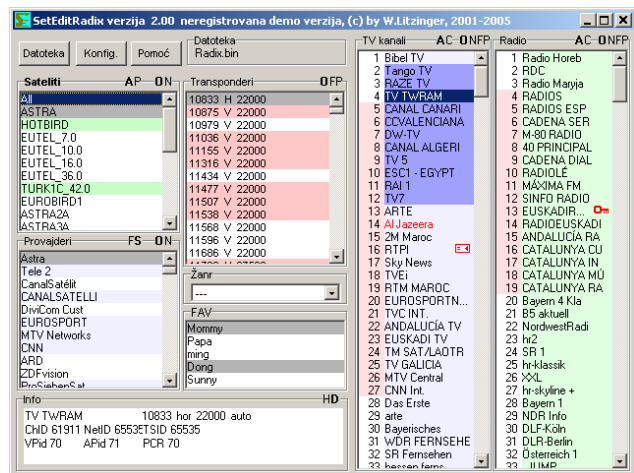 SetEditRadix verzija 2.00 neregistrovana demo verzija, (c) by W.Litzinger, 2001-2005
Datoteka Konfig. Pomoć
Datoteka
Radix.bin
Sateliti A P O N
All
ASTRA
HOTBIRD
EUTEL_7.0
EUTEL_10.0
EUTEL_16.0
EUTEL_36.0
TURK1C_42.0
EUROBIRD1
ASTRA2A
ASTRA3A
Transponderi O F P
10833 H 22000
10875 V 22000
10979 V 22000
11036 V 22000
11155 V 22000
11316 V 22000
11434 V 22000
11477 V 22000
11507 V 22000
11538 V 22000
11568 V 22000
11596 V 22000
11686 V 22000
Provajderi FS O N
Astra
Tele 2
CanalSatélit
CANALSATELLI
DiviCom Cust
EUROSPORT
MTV Networks
CNN
ARD
ZDFvision
ProSiebenSat
Žanr
---
FAV
Mommy
Papa
ming
Dong
Sunny
Info HD
TV TWRAM 10833 hor 22000 auto
ChID 61911 NetID 65535TSID 65535
VPid 70 APid 71 PCR 70
TV kanali A C O N F P
1 Bibel TV
2 Tango TV
3 RAZE TV
4 TV TWRAM
5 CANAL CANARI
6 CCVALENCIANA
7 DW-TV
8 CANAL ALGERI
9 TV 5
10 ESC1 - EGYPT
11 RAI 1
12 TV7
13 ARTE
14 Al Jazeera
15 2M Maroc
16 RTPI
17 Sky News
18 TVEi
19 RTM MAROC
20 EUROSPORTN...
21 TVC INT.
22 ANDALUCÍA TV
23 EUSKADI TV
24 TM SAT/LAOTR
25 TV GALICIA
26 MTV Central
27 CNN Int.
28 Das Erste
29 arte
30 Bayerisches
31 WDR FERNSEHE
32 SR Fernsehen
33 hessen ferns
Radio A C O N F P
1 Radio Horeb
2 RDC
3 Radio Maryja
4 RADIOS
5 RADIOS ESP
6 CADENA SER
7 M-80 RADIO
8 40 PRINCIPAL
9 CADENA DIAL
10 RADIOLÉ
11 MÁXIMA FM
12 SINFO RADIO
13 EUSKADIR...
14 RADIOEUSKADI
15 ANDALUCÍA RA
16 CATALUNYA CU
17 CATALUNYA IN
18 CATALUNYA MÚ
19 CATALUNYA RA
20 Bayern 4 Kla
21 B5 aktuell
22 NordwestRadi
23 hr2
24 SR 1
25 hr-klassik
26 XXL
27 hr-skyline +
28 Bayern 1
29 NDR Info
30 DLF-Köln
31 DLR-Berlin
32 Österreich 1
33 JUMP